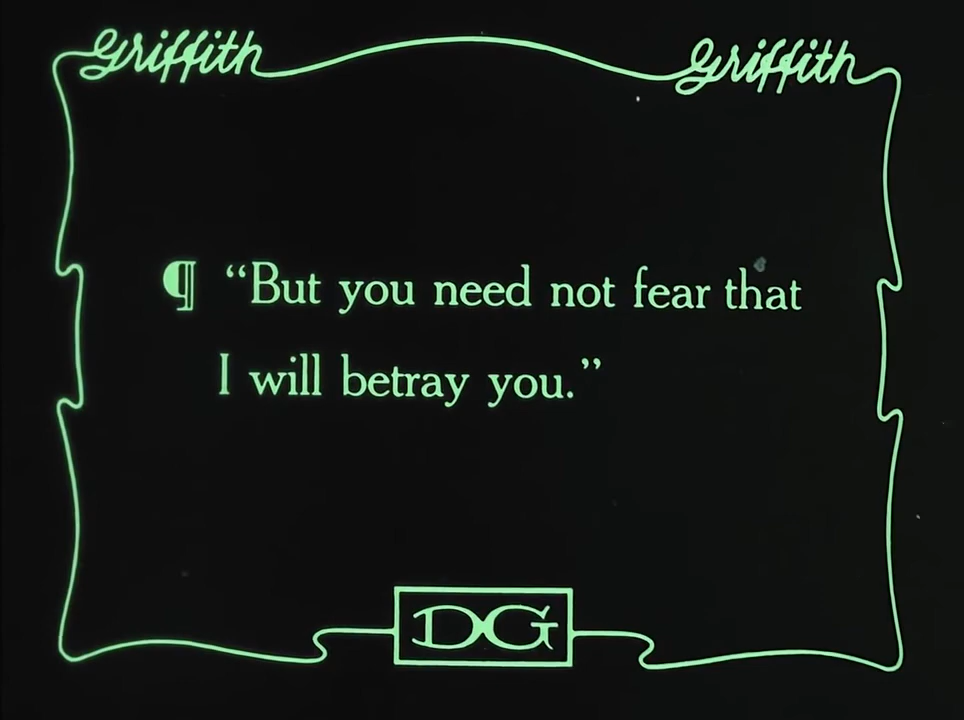 Griffith Griffith
¶ “But you need not fear that
I will betray you.”
DG